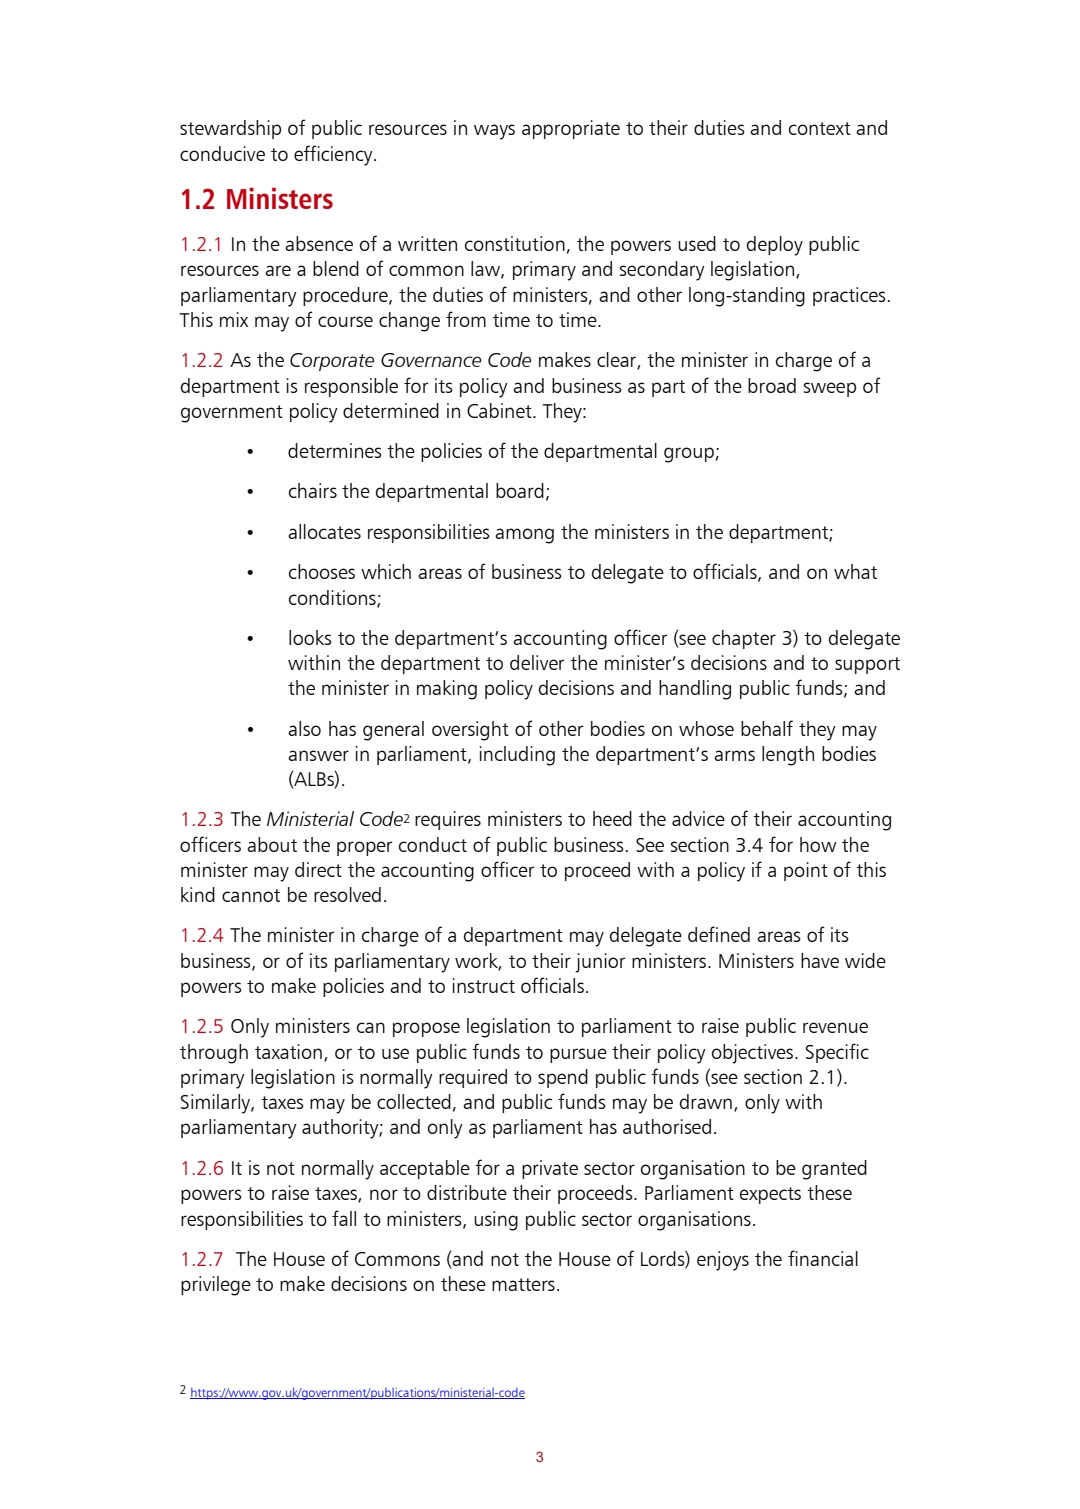 stewardship of public resources in ways appropriate to their duties and context and
conducive to efficiency.
1.2 Ministers
1.2.1 In the absence of a written constitution, the powers used to deploy public
resources are a blend of common law, primary and secondary legislation,
parliamentary procedure, the duties of ministers, and other long-standing practices.
This mix may of course change from time to time.
1.2.2 As the Corporate Governance Code makes clear, the minister in charge of a
department is responsible for its policy and business as part of the broad sweep of
government policy determined in Cabinet. They:
• determines the policies of the departmental group;
• chairs the departmental board;
• allocates responsibilities among the ministers in the department;
• chooses which areas of business to delegate to officials, and on what
conditions;
• looks to the department’s accounting officer (see chapter 3) to delegate
within the department to deliver the minister’s decisions and to support
the minister in making policy decisions and handling public funds; and
• also has general oversight of other bodies on whose behalf they may
answer in parliament, including the department’s arms length bodies
(ALBs).
1.2.3 The Ministerial Code2 requires ministers to heed the advice of their accounting
officers about the proper conduct of public business. See section 3.4 for how the
minister may direct the accounting officer to proceed with a policy if a point of this
kind cannot be resolved.
1.2.4 The minister in charge of a department may delegate defined areas of its
business, or of its parliamentary work, to their junior ministers. Ministers have wide
powers to make policies and to instruct officials.
1.2.5 Only ministers can propose legislation to parliament to raise public revenue
through taxation, or to use public funds to pursue their policy objectives. Specific
primary legislation is normally required to spend public funds (see section 2.1).
Similarly, taxes may be collected, and public funds may be drawn, only with
parliamentary authority; and only as parliament has authorised.
1.2.6 It is not normally acceptable for a private sector organisation to be granted
powers to raise taxes, nor to distribute their proceeds. Parliament expects these
responsibilities to fall to ministers, using public sector organisations.
1.2.7 The House of Commons (and not the House of Lords) enjoys the financial
privilege to make decisions on these matters.
2 https://www.gov.uk/government/publications/ministerial-code
3